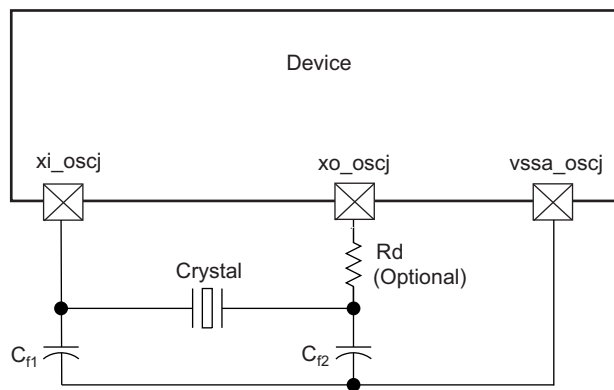 Device
xi_oscj
xo_oscj
vssa_oscj
Rd
(Optional)
Crystal
Cf1
Cf2